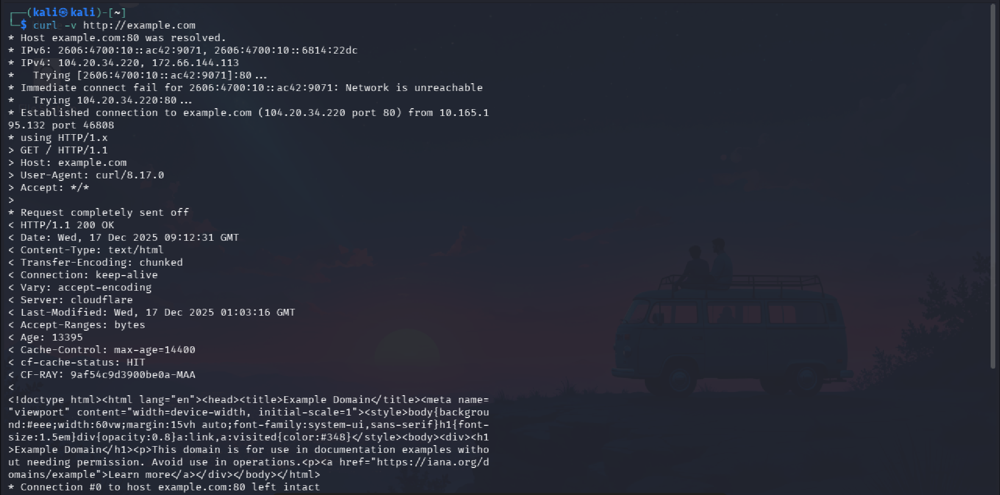 ┌──(kali㉿kali)-[~]
└─$ curl -v http://example.com
* Host example.com:80 was resolved.
* IPv6: 2606:4700:10::ac42:9071, 2606:4700:10::6814:22dc
* IPv4: 104.20.34.220, 172.66.144.113
*   Trying [2606:4700:10::ac42:9071]:80...
* Immediate connect fail for 2606:4700:10::ac42:9071: Network is unreachable
*   Trying 104.20.34.220:80...
* Established connection to example.com (104.20.34.220 port 80) from 10.165.1
95.132 port 46808
* using HTTP/1.x
> GET / HTTP/1.1
> Host: example.com
> User-Agent: curl/8.17.0
> Accept: */*
>
* Request completely sent off
< HTTP/1.1 200 OK
< Date: Wed, 17 Dec 2025 09:12:31 GMT
< Content-Type: text/html
< Transfer-Encoding: chunked
< Connection: keep-alive
< Vary: accept-encoding
< Server: cloudflare
< Last-Modified: Wed, 17 Dec 2025 01:03:16 GMT
< Accept-Ranges: bytes
< Age: 13395
< Cache-Control: max-age=14400
< cf-cache-status: HIT
< CF-RAY: 9af54c9d3900be0a-MAA
<
<!doctype html><html lang="en"><head><title>Example Domain</title><meta name=
"viewport" content="width=device-width, initial-scale=1"><style>body{backgrou
nd:#eee;width:60vw;margin:15vh auto;font-family:system-ui,sans-serif}h1{font-
size:1.5em}div{opacity:0.8}a:link,a:visited{color:#348}</style><body><div><h1
>Example Domain</h1><p>This domain is for use in documentation examples witho
ut needing permission. Avoid use in operations.<p><a href="https://iana.org/d
omains/example">Learn more</a></div></body></html>
* Connection #0 to host example.com:80 left intact